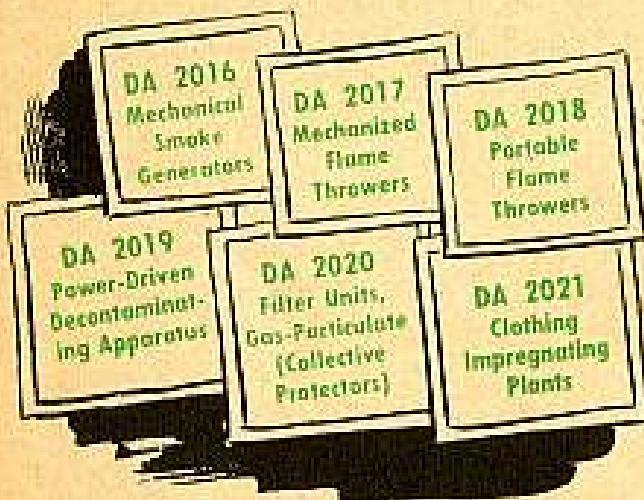 DA 2016
Mechanical
Smoke
Generators
DA 2017
Mechanized
Flame
Throwers
DA 2018
Portable
Flame
Throwers
DA 2019
Power-Driven
Decontaminat-
ing Apparatus
DA 2020
Filter Units,
Gas-Particulate
(Collective
Protectors)
DA 2021
Clothing
Impregnating
Plants